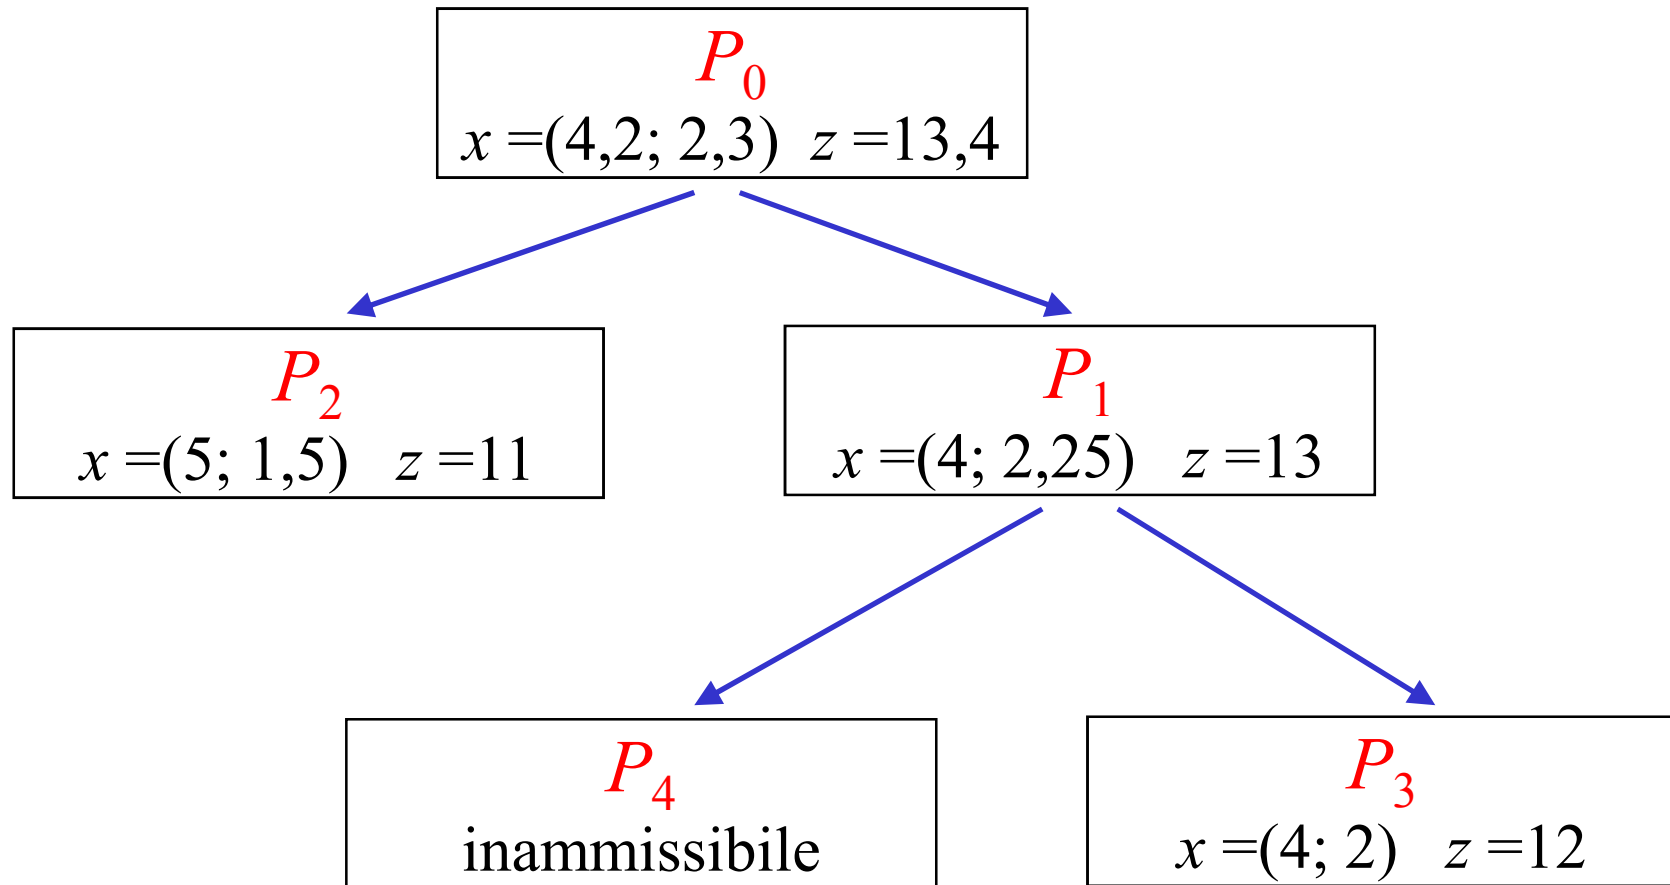 P0
x =(4,2; 2,3) z =13,4
P2
x =(5; 1,5) z =11
P1
x =(4; 2,25) z =13
P4
inammissibile
P3
x =(4; 2) z =12